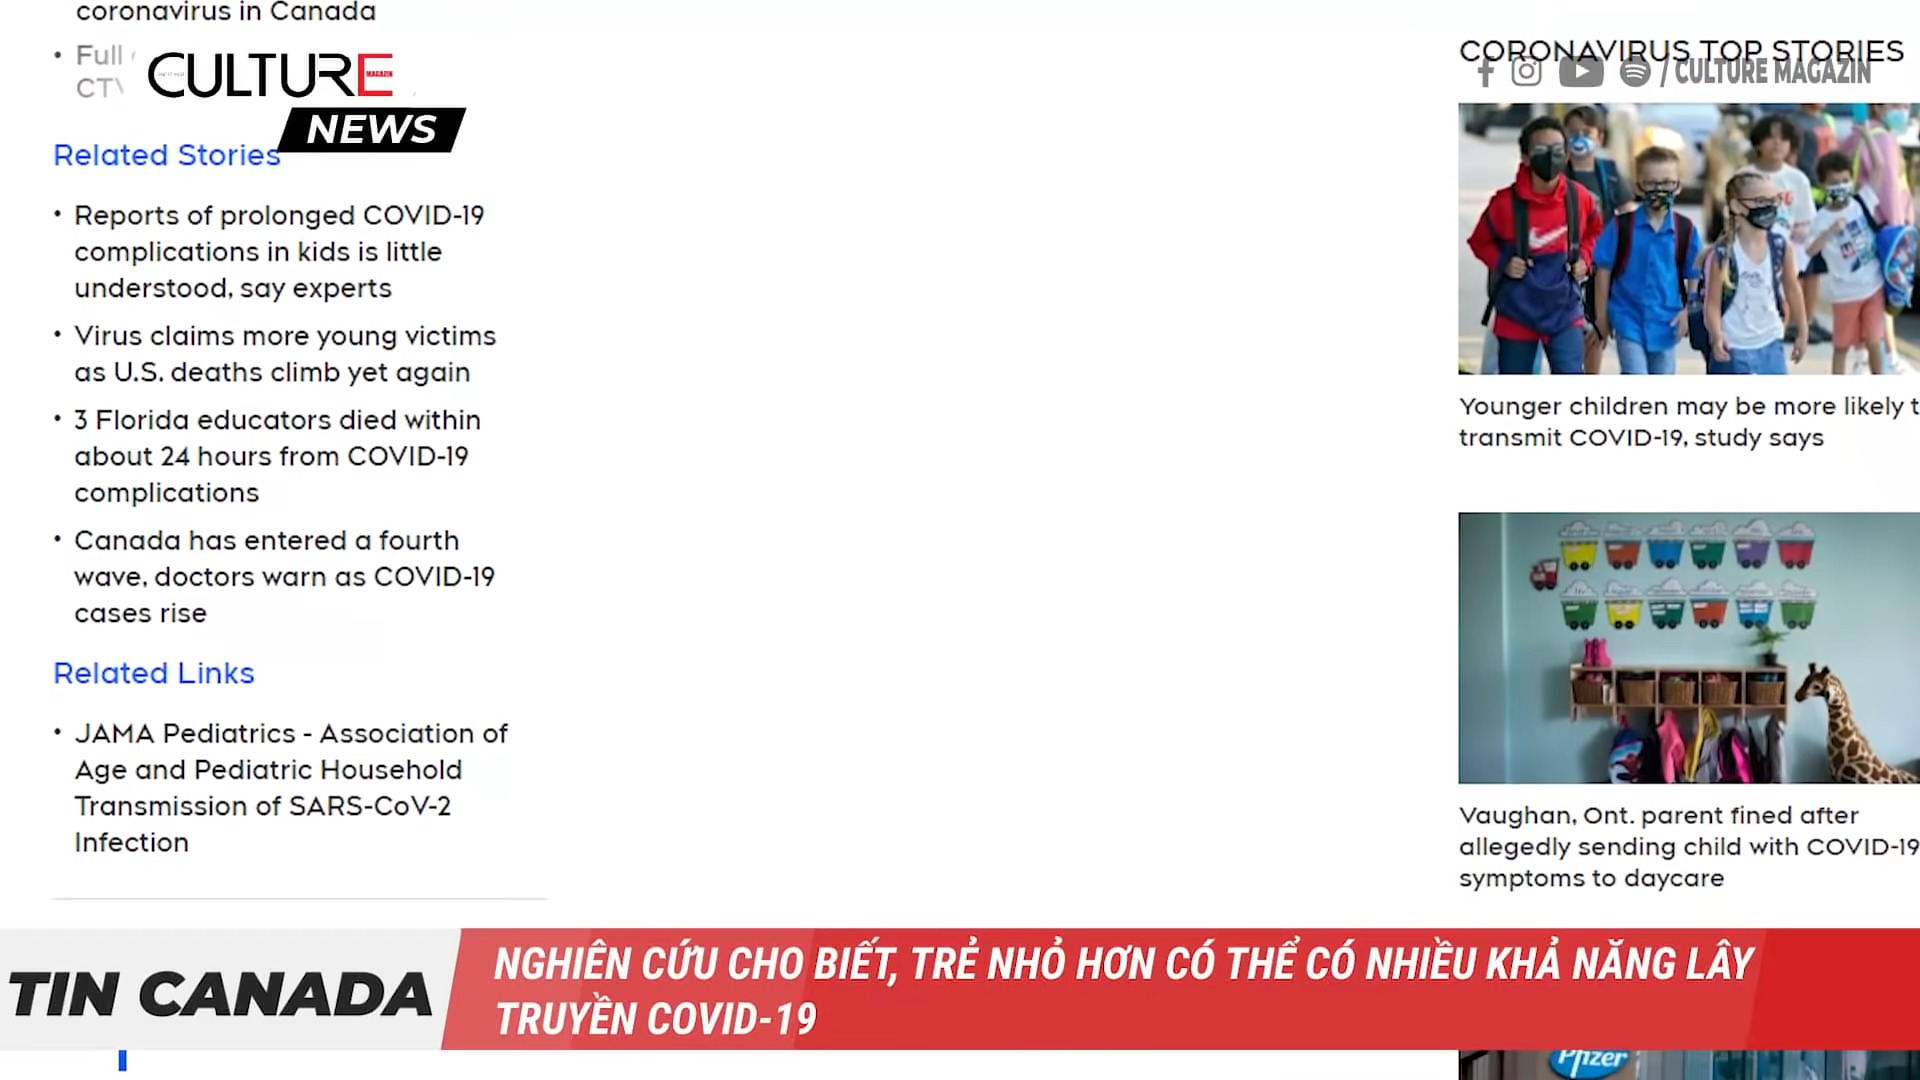 coronavirus in Canada
• Full
CTV
CULTURE
MAGAZIN
NEWS
Related Stories
• Reports of prolonged COVID-19
complications in kids is little
understood, say experts
• Virus claims more young victims
as U.S. deaths climb yet again
• 3 Florida educators died within
about 24 hours from COVID-19
complications
• Canada has entered a fourth
wave, doctors warn as COVID-19
cases rise
Related Links
• JAMA Pediatrics - Association of
Age and Pediatric Household
Transmission of SARS-CoV-2
Infection
CORONAVIRUS TOP STORIES
/ CULTURE MAGAZIN
Younger children may be more likely t
transmit COVID-19, study says
Vaughan, Ont. parent fined after
allegedly sending child with COVID-19
symptoms to daycare
TIN CANADA
NGHIÊN CỨU CHO BIẾT, TRẺ NHỎ HƠN CÓ THỂ CÓ NHIỀU KHẢ NĂNG LÂY
TRUYỀN COVID-19
Pfizer